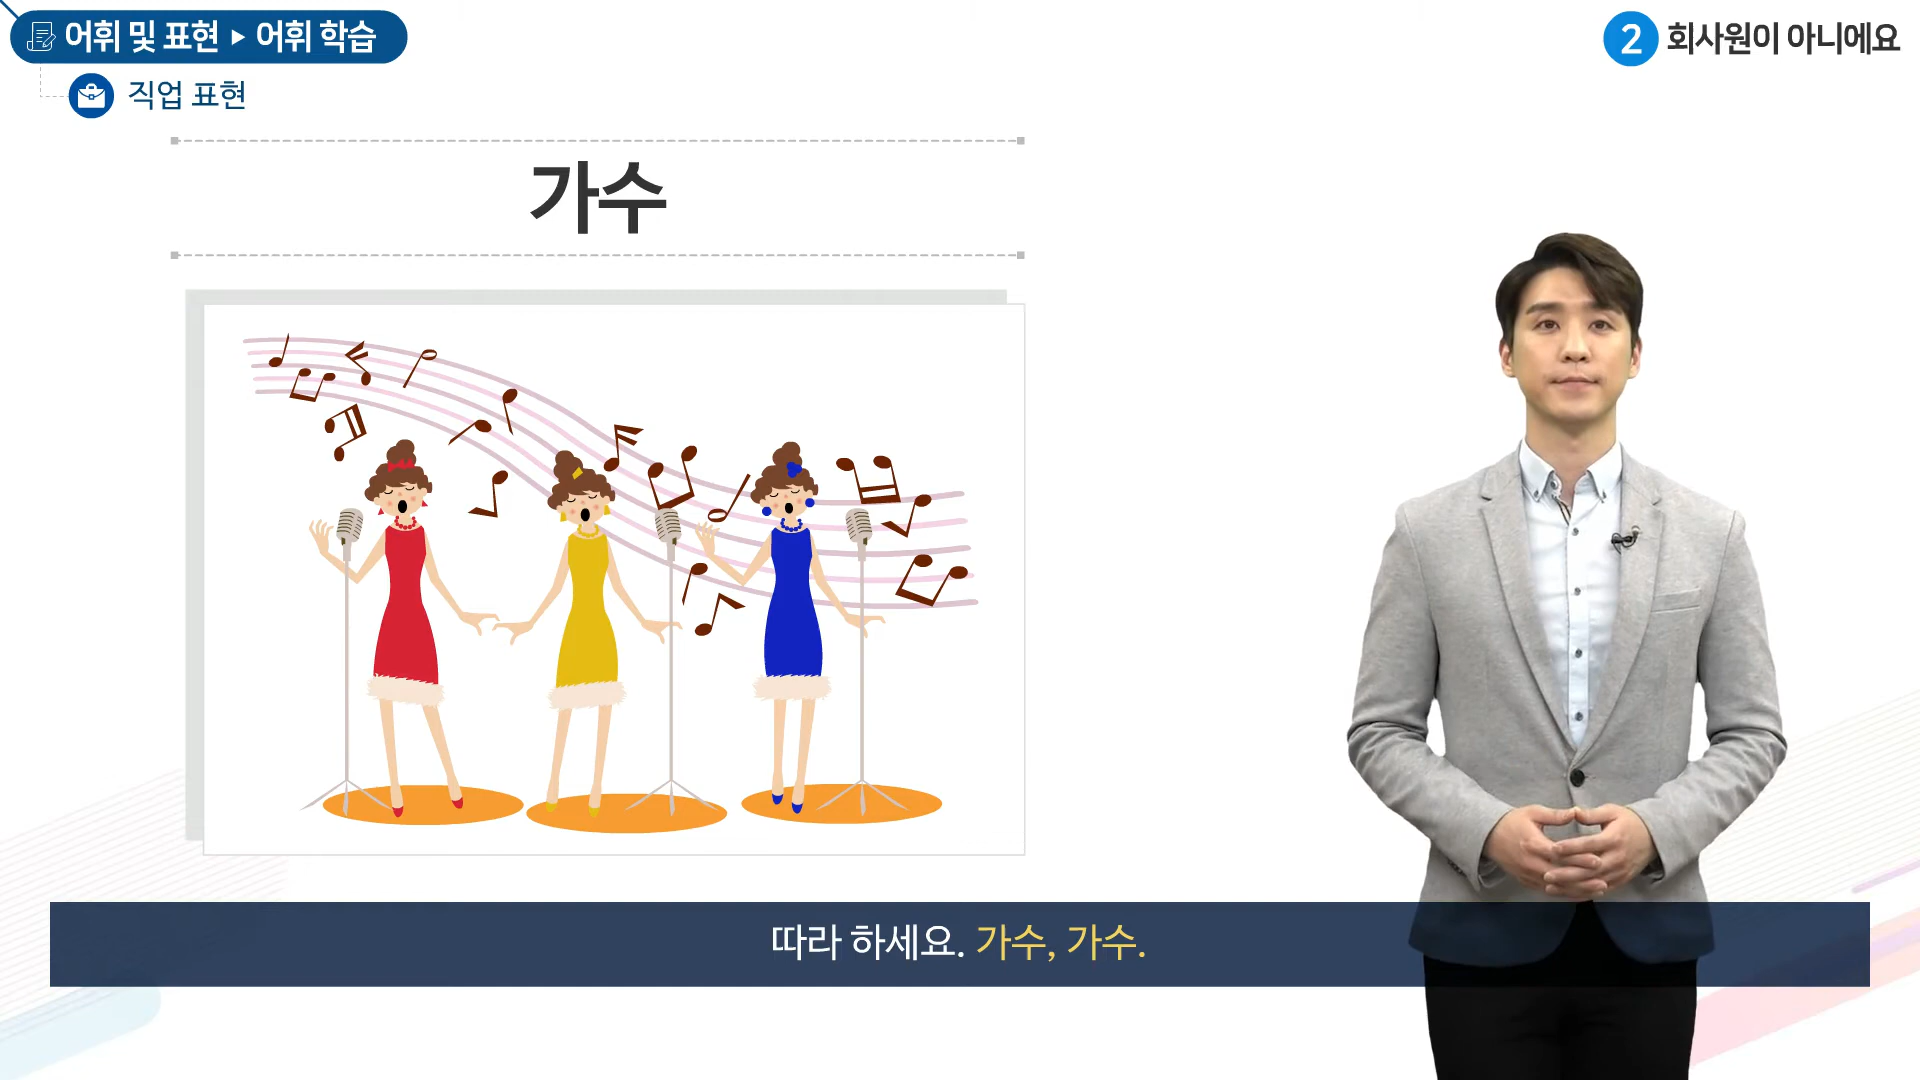 어휘 및 표현 ▶ 어휘 학습
2 회사원이 아니에요
직업 표현
가수
따라 하세요. 가수, 가수.